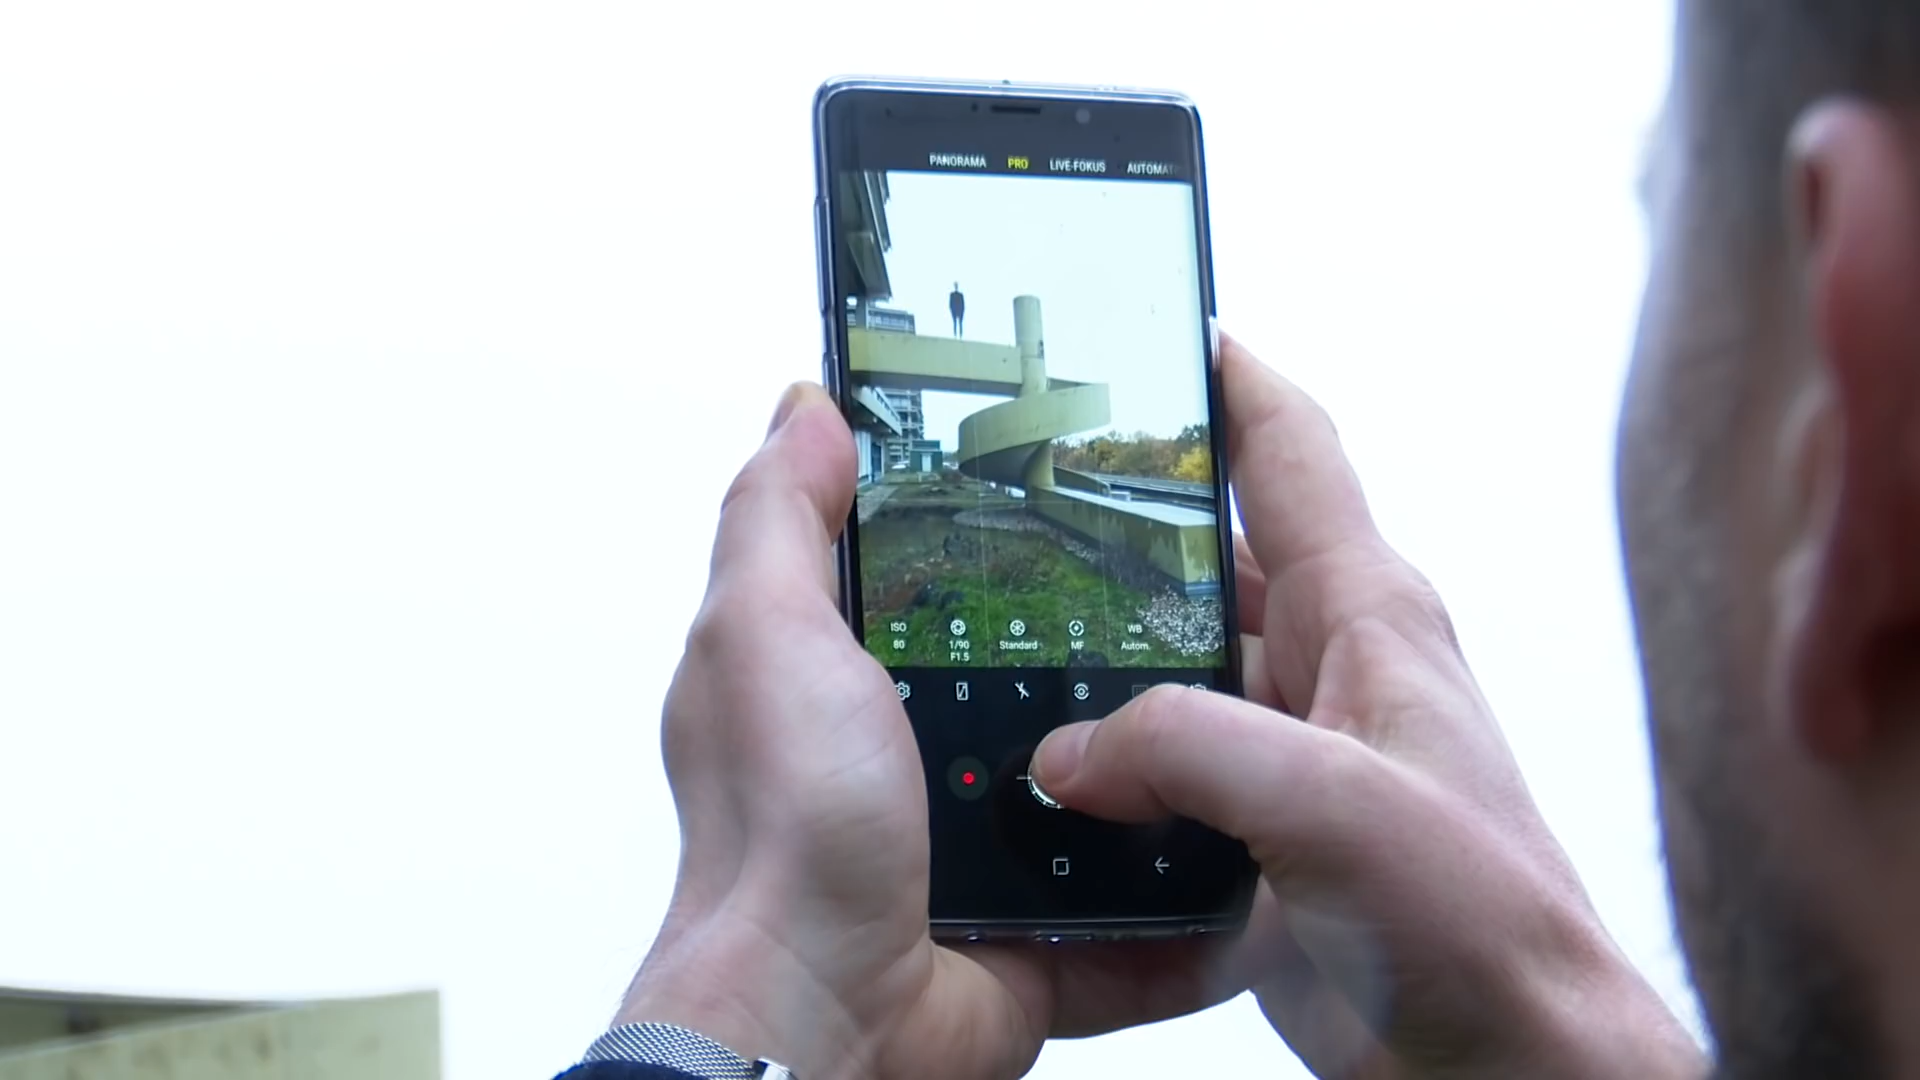 PANORAMA PRO LIVE-FOKUS AUTOMAT
ISO WB
80 1/90 Standard MF Autom.
F1.5